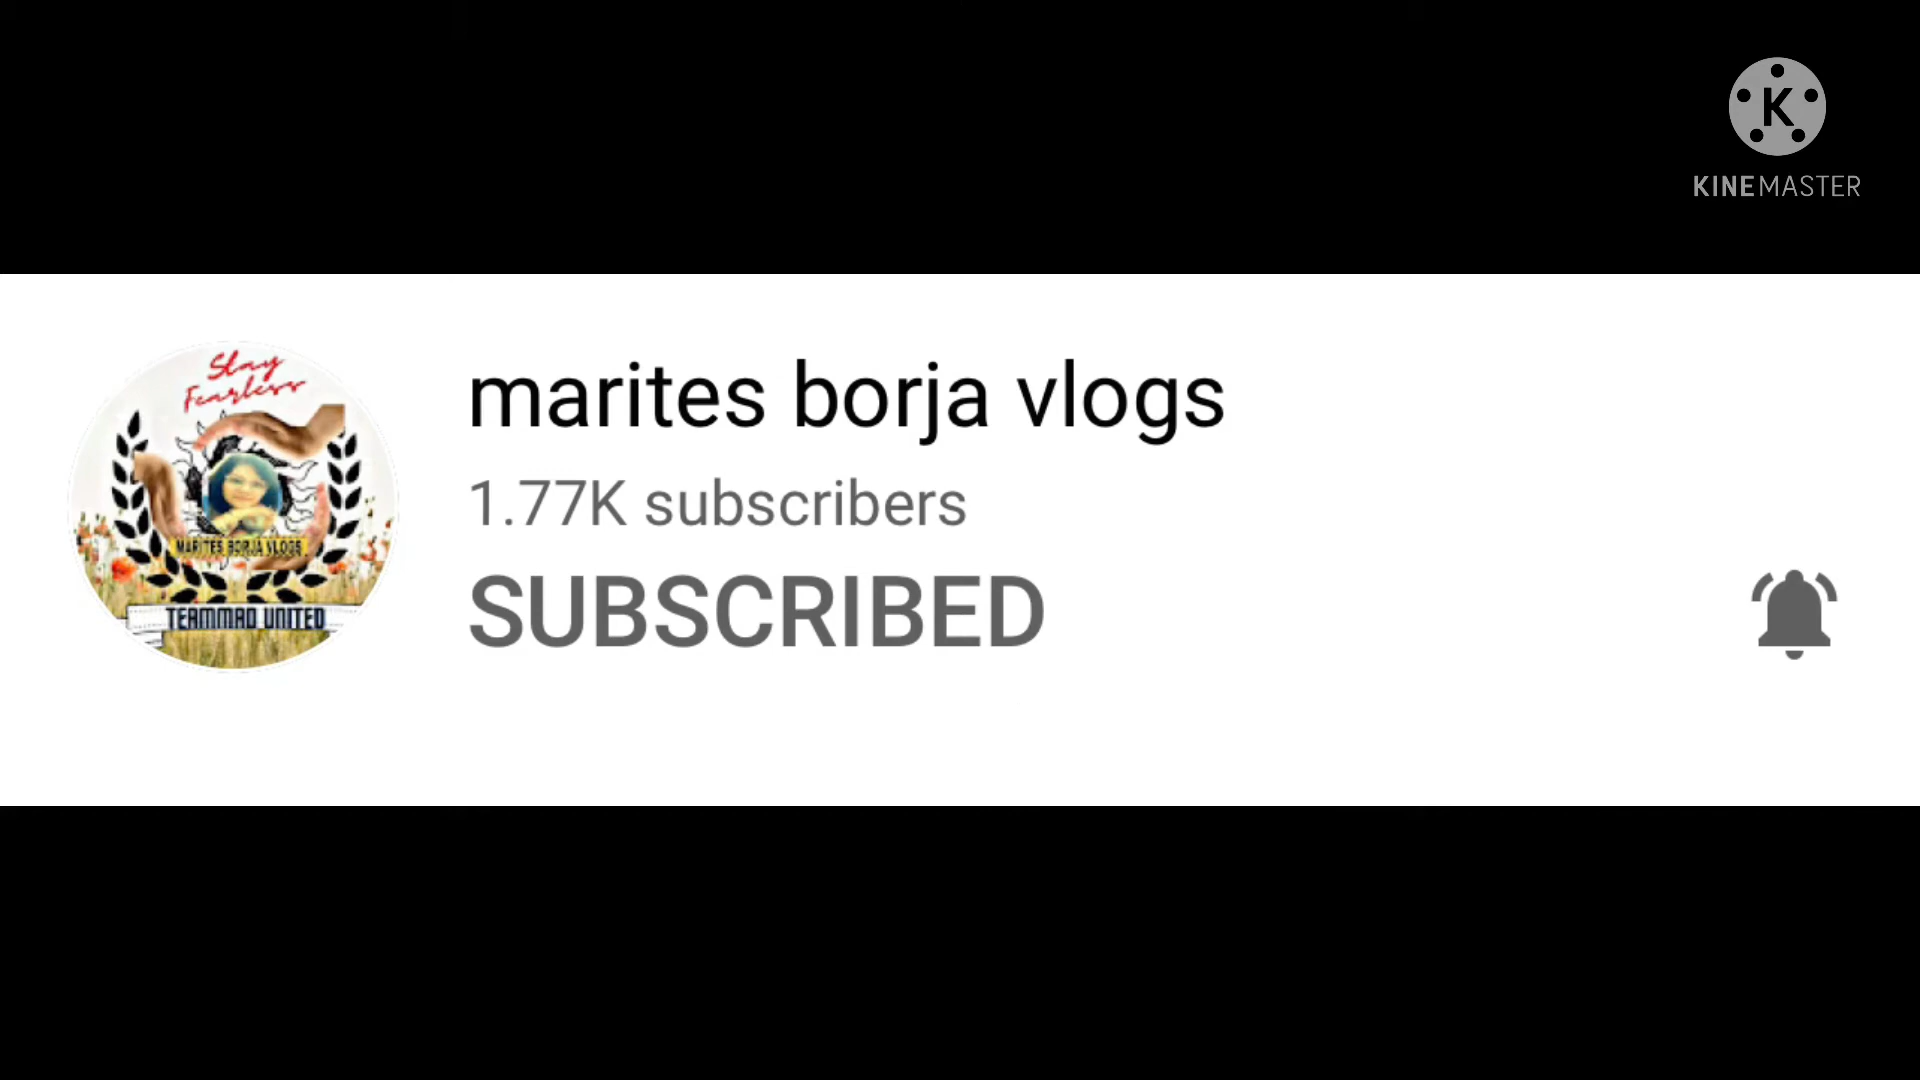 KINEMASTER
Slay
Fearless
MARITES BORJA VLOGS
TEAMMAD UNITED
marites borja vlogs
1.77K subscribers
SUBSCRIBED